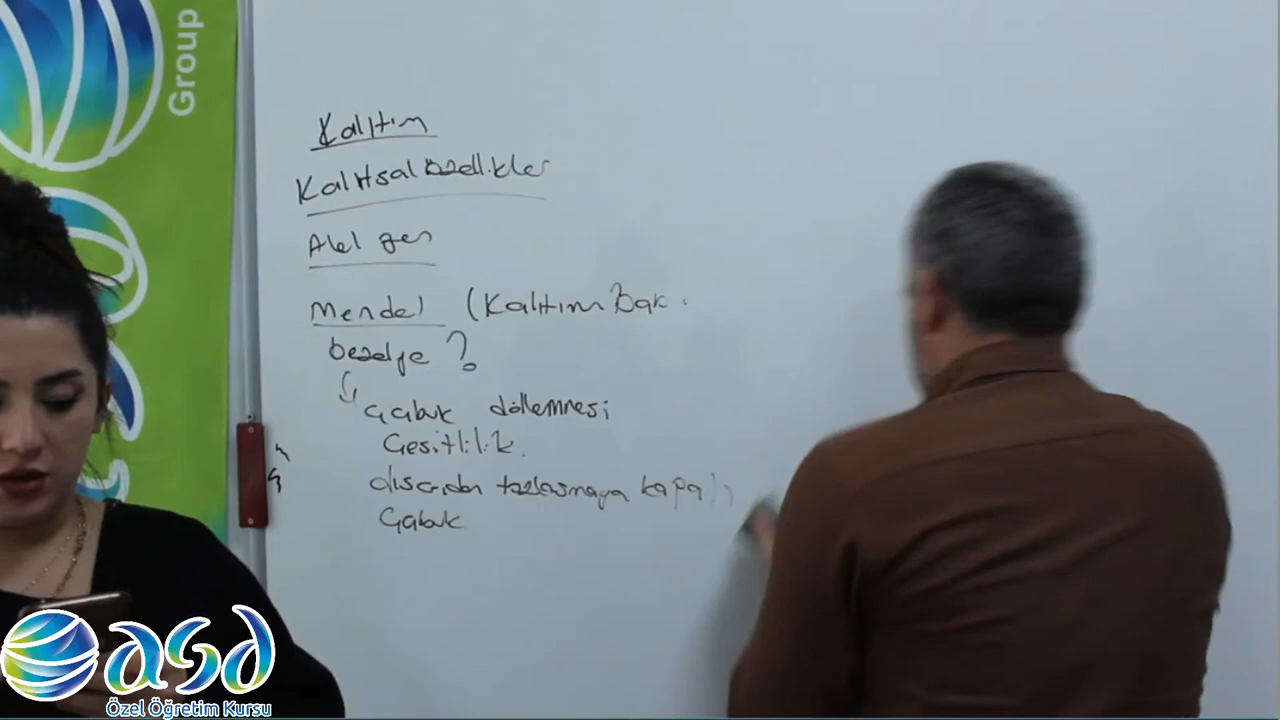 Group
Kalıtım
Kalıtsal özellikler
Alel gen
Mendel (Kalıtım Bak.
bezelye ?
Çabuk döllenmesi
Çeşitlilik.
dışarıdan tozlaşmaya kapalı
Çabuk
asd
Özel Öğretim Kursu